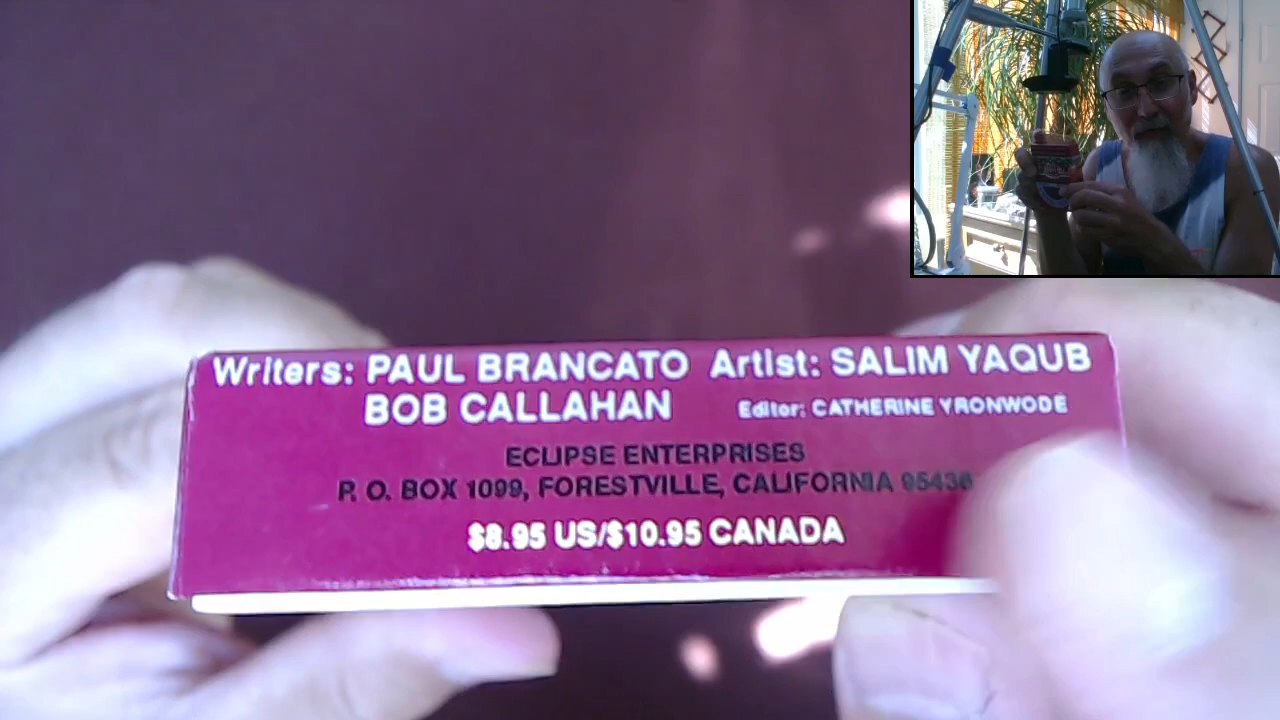 Writers: PAUL BRANCATO Artist: SALIM YAQUB
BOB CALLAHAN Editor: CATHERINE YRONWODE
ECLIPSE ENTERPRISES
P. O. BOX 1099, FORESTVILLE, CALIFORNIA 95436
$8.95 US/$10.95 CANADA